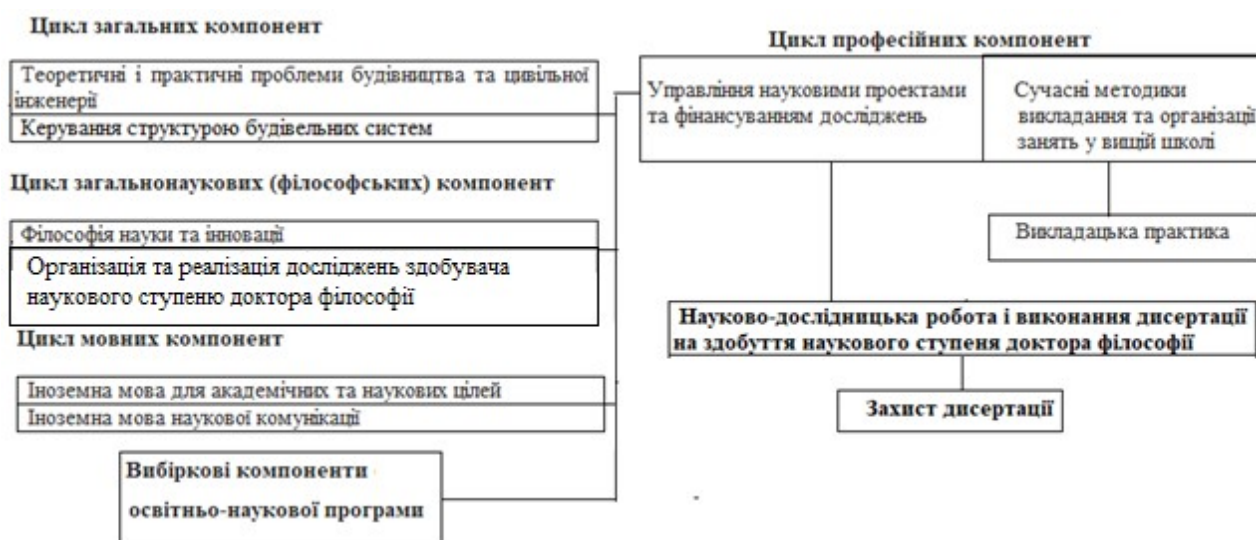 Цикл загальних компонент
Теоретичні і практичні проблеми будівництва та цивільної
інженерії
Керування структурою будівельних систем
Цикл загальнонаукових (філософських) компонент
Філософія науки та інновації
Організація та реалізація досліджень здобувача
наукового ступеню доктора філософії
Цикл мовних компонент
Іноземна мова для академічних та наукових цілей
Іноземна мова наукової комунікації
Вибіркові компоненти
освітньо-наукової програми
Цикл професійних компонент
Управління науковими проектами
та фінансуванням досліджень
Сучасні методики
викладання та організації
занять у вищій школі
Викладацька практика
Науково-дослідницька робота і виконання дисертації
на здобуття наукового ступеня доктора філософії
Захист дисертації